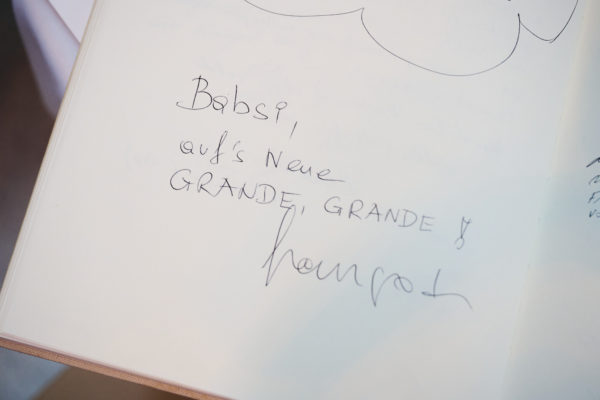 Babsi,
auf's Neue
GRANDE, GRANDE!